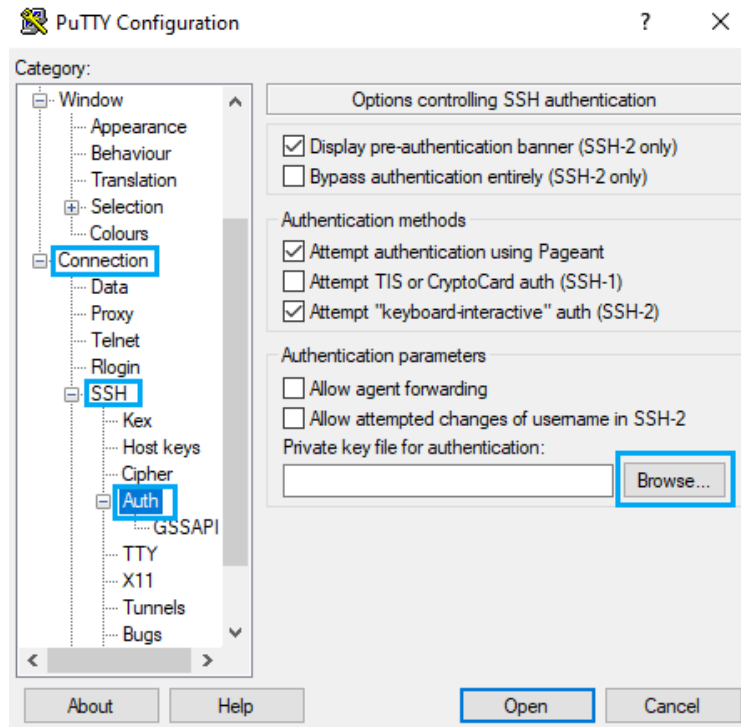 PuTTY Configuration
?
Category:
Window
Appearance
Behaviour
Translation
Selection
Colours
Connection
Data
Proxy
Telnet
Rlogin
SSH
Kex
Host keys
Cipher
Auth
GSSAPI
TTY
X11
Tunnels
Bugs
Options controlling SSH authentication
Display pre-authentication banner (SSH-2 only)
Bypass authentication entirely (SSH-2 only)
Authentication methods
Attempt authentication using Pageant
Attempt TIS or CryptoCard auth (SSH-1)
Attempt "keyboard-interactive" auth (SSH-2)
Authentication parameters
Allow agent forwarding
Allow attempted changes of username in SSH-2
Private key file for authentication:
Browse...
About
Help
Open
Cancel